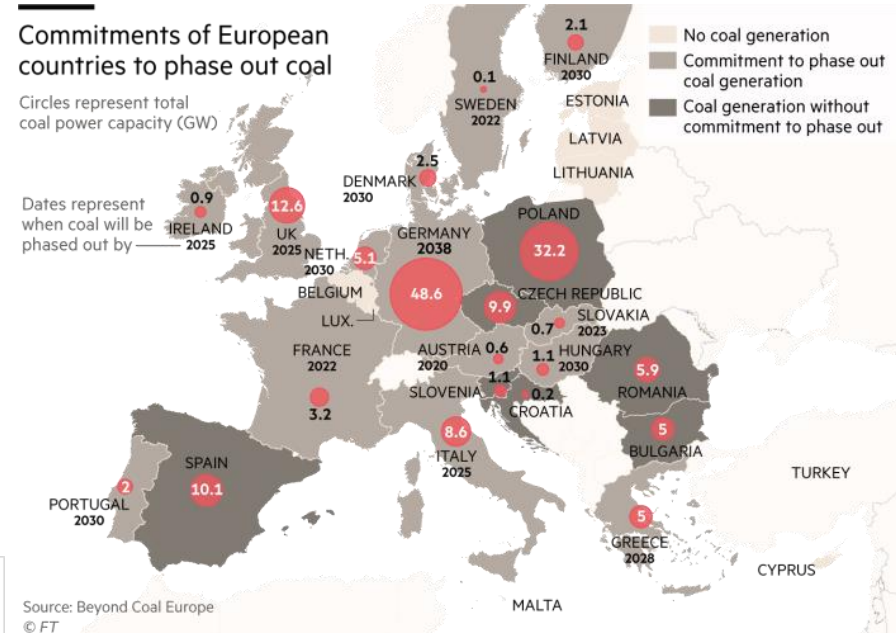 Commitments of European
countries to phase out coal
Circles represent total
coal power capacity (GW)
Dates represent
when coal will be
phased out by
No coal generation
Commitment to phase out
coal generation
Coal generation without
commitment to phase out
2.1
FINLAND
2030
0.1
SWEDEN
2022
ESTONIA
LATVIA
LITHUANIA
2.5
DENMARK
2030
0.9
IRELAND
2025
12.6
UK
2025
NETH.
2030
5.1
BELGIUM
LUX.
GERMANY
2038
48.6
POLAND
32.2
9.9
CZECH REPUBLIC
SLOVAKIA
2023
0.7
FRANCE
2022
3.2
AUSTRIA
2020
0.6
HUNGARY
2030
1.1
SLOVENIA
1.1
0.2
CROATIA
5.9
ROMANIA
5
BULGARIA
8.6
ITALY
2025
SPAIN
10.1
2
PORTUGAL
2030
5
GREECE
2028
TURKEY
CYPRUS
MALTA
Source: Beyond Coal Europe
© FT